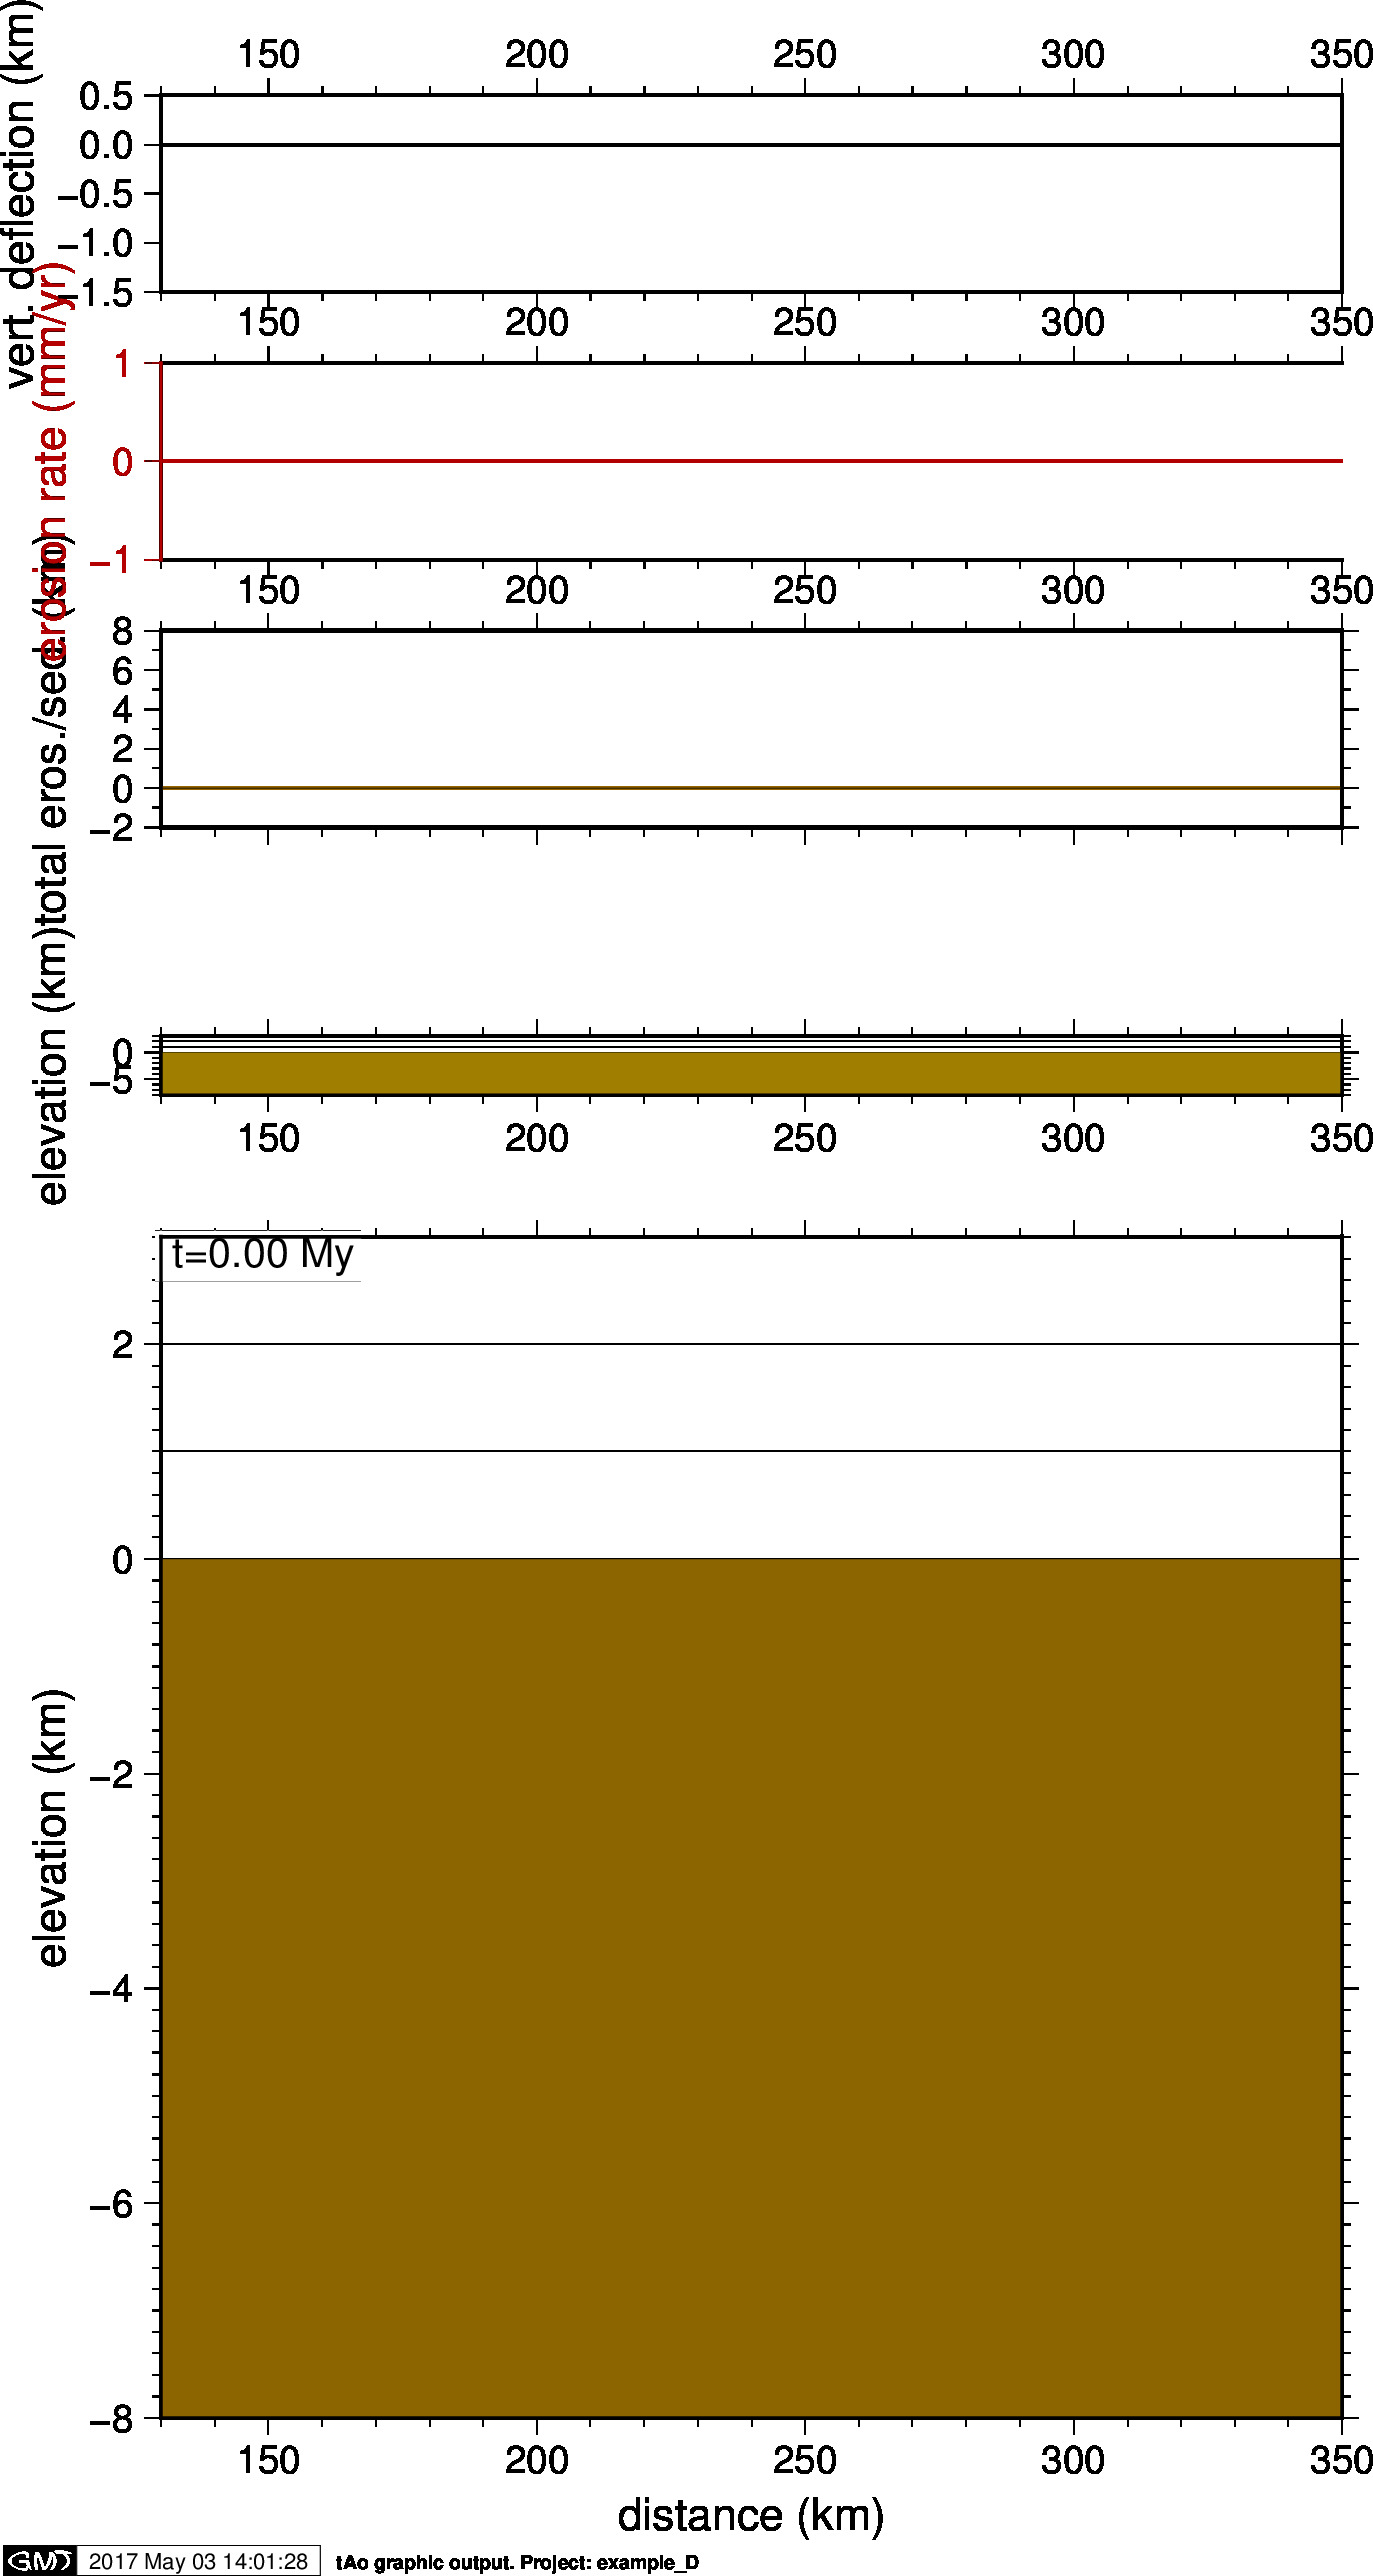 150 200 250 300 350
vert. deflection (km)
0.5
0.0
−0.5
−1.0
−1.5
150 200 250 300 350
erosion rate (mm/yr)
1
0
−1
150 200 250 300 350
total eros./sed. (km)
8
6
4
2
0
−2
elevation (km)
0
−5
150 200 250 300 350
t=0.00 My
elevation (km)
2
0
−2
−4
−6
−8
150 200 250 300 350
distance (km)
GMT 2017 May 03 14:01:28 tAo graphic output. Project: example_D